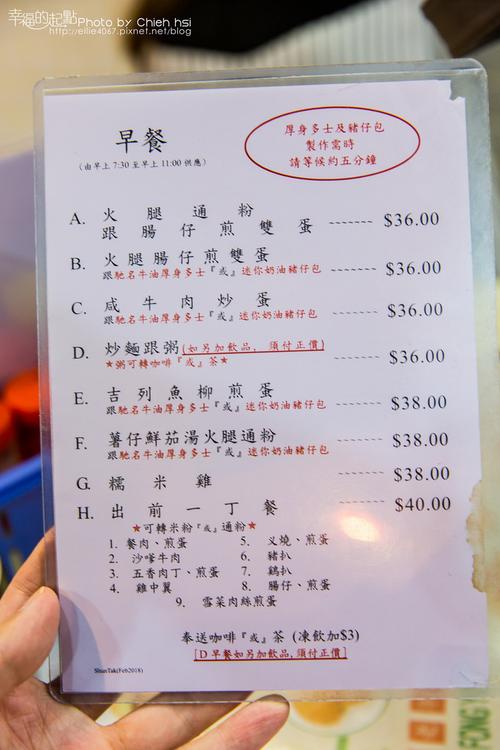 幸福的起點 Photo by Chieh hsi
http://ellie4067.pixnet.net/blog
早餐
(由早上 7:30 至早上 11:00 供應)
厚身多士及豬仔包
製作需時
請等候約五分鐘
A. 火腿通粉
跟腸仔煎雙蛋 ------- $36.00
B. 火腿腸仔煎雙蛋
跟馳名牛油厚身多士『或』迷你奶油豬仔包 ------- $36.00
C. 咸牛肉炒蛋
跟馳名牛油厚身多士『或』迷你奶油豬仔包 ------- $36.00
D. 炒麵跟粥(如另加飲品, 須付正價)
★粥可轉咖啡『或』茶★ ------- $36.00
E. 吉列魚柳煎蛋
跟馳名牛油厚身多士『或』迷你奶油豬仔包 ------- $38.00
F. 薯仔鮮茄湯火腿通粉
跟馳名牛油厚身多士『或』迷你奶油豬仔包 ------- $38.00
G. 糯米雞 ------- $38.00
H. 出前一丁餐 ------- $40.00
★可轉米粉『或』通粉★
1. 餐肉、煎蛋 5. 叉燒、煎蛋
2. 沙嗲牛肉 6. 豬扒
3. 五香肉丁、煎蛋 7. 鷄扒
4. 雞中翼 8. 腸仔、煎蛋
9. 雪菜肉絲煎蛋
奉送咖啡『或』茶 (凍飲加$3)
[D 早餐如另加飲品, 須付正價]
ShunTak(Feb2018)